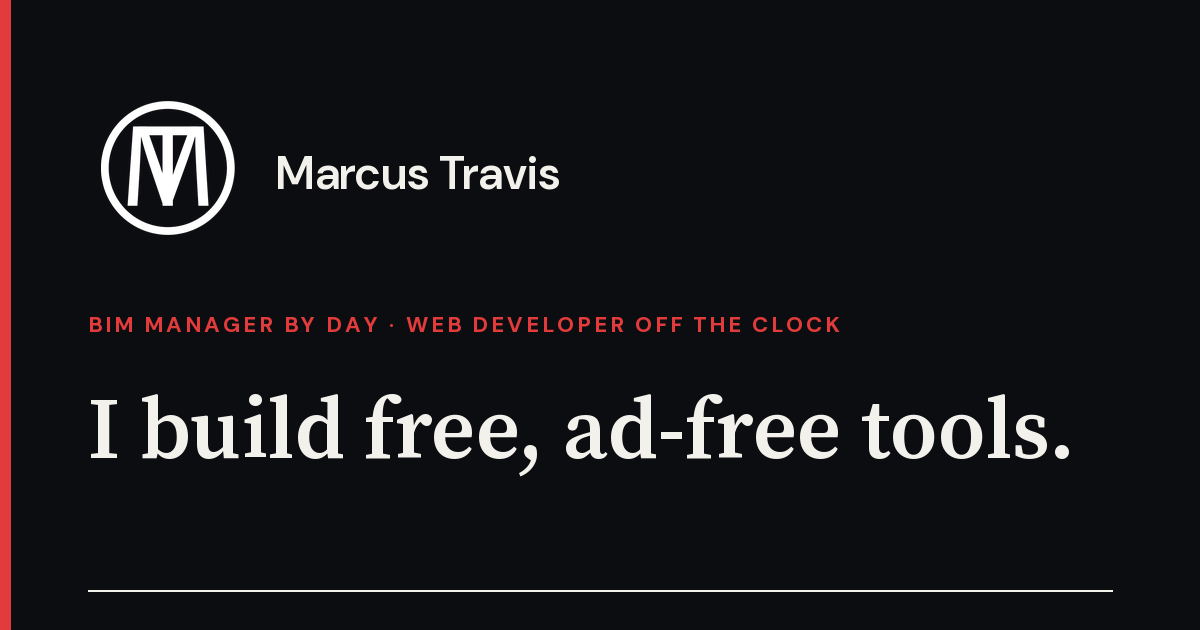 Marcus Travis
BIM MANAGER BY DAY · WEB DEVELOPER OFF THE CLOCK
I build free, ad-free tools.